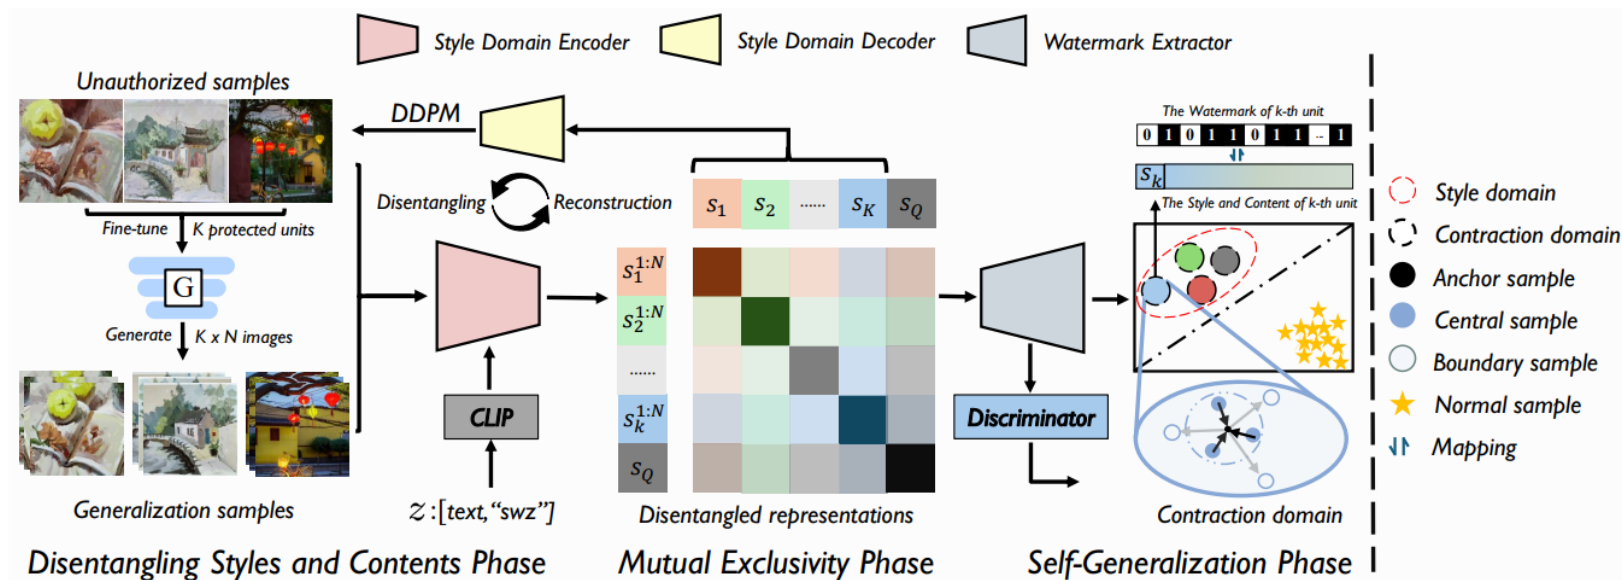 Style Domain Encoder
Style Domain Decoder
Watermark Extractor
Unauthorized samples
Fine-tune
K protected units
G
Generate
K x N images
Generalization samples
DDPM
Disentangling
Reconstruction
CLIP
z:[text,“swz”]
s₁ s₂ ...... s_K s_Q
s₁^{1:N}
s₂^{1:N}
......
s_k^{1:N}
s_Q
Disentangled representations
Discriminator
The Watermark of k-th unit
0 1 0 1 1 0 1 1 ... 1
s_k
The Style and Content of k-th unit
Contraction domain
Style domain
Contraction domain
Anchor sample
Central sample
Boundary sample
Normal sample
Mapping
Disentangling Styles and Contents Phase
Mutual Exclusivity Phase
Self-Generalization Phase